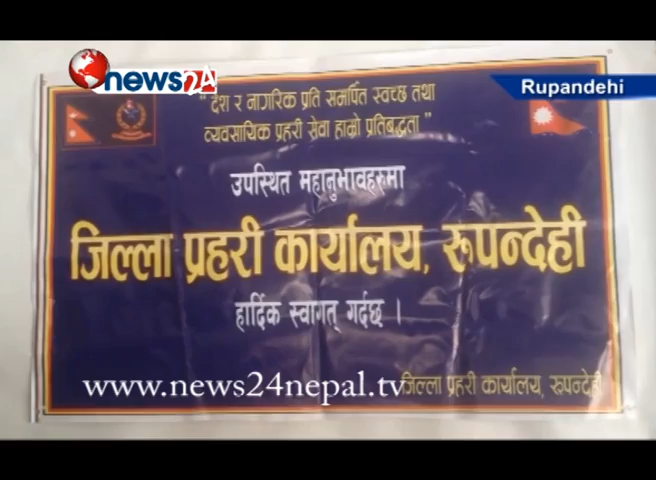 news24
Rupandehi
" देश र नागरिक प्रति समर्पित स्वच्छ तथा
व्यवसायिक प्रहरी सेवा हाम्रो प्रतिबद्धता "
उपस्थित महानुभावहरुमा
जिल्ला प्रहरी कार्यालय, रुपन्देही
हार्दिक स्वागत् गर्दछ ।
www.news24nepal.tv
जिल्ला प्रहरी कार्यालय, रुपन्देही